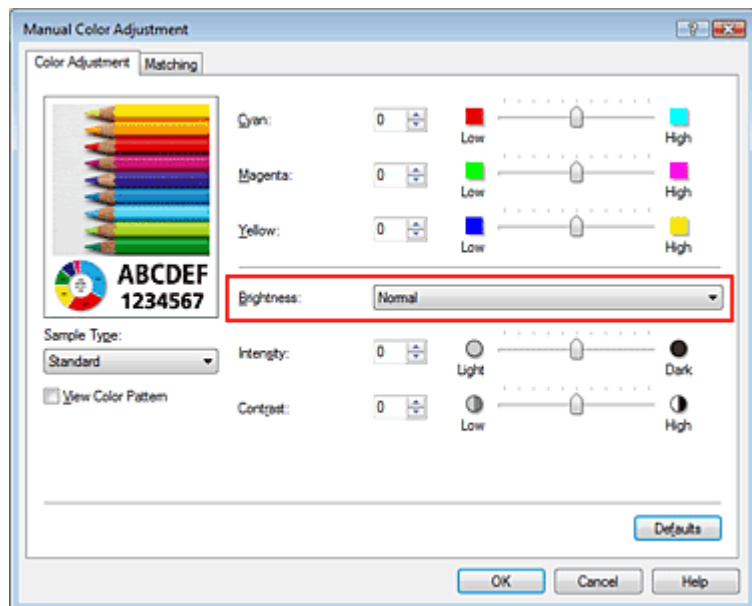 Manual Color Adjustment
Color Adjustment Matching
Cyan: 0 Low High
Magenta: 0 Low High
Yellow: 0 Low High
ABCDEF
1234567
Brightness: Normal
Sample Type:
Standard
Intensity: 0 Light Dark
View Color Pattern
Contrast: 0 Low High
Defaults
OK Cancel Help